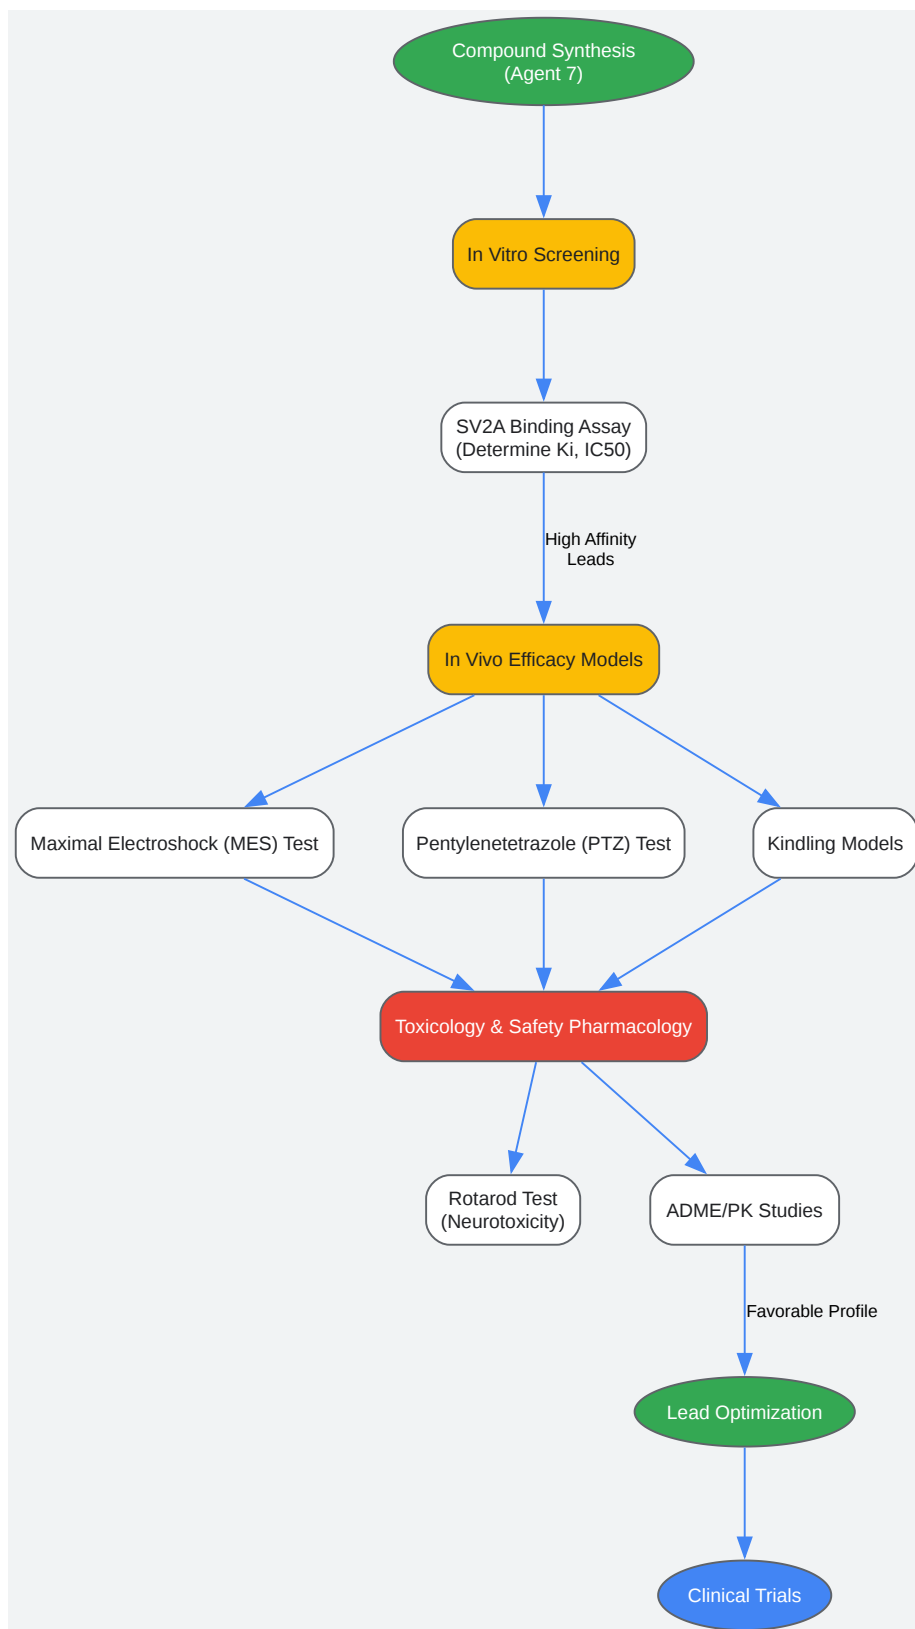 Compound Synthesis
(Agent 7)
In Vitro Screening
SV2A Binding Assay
(Determine Ki, IC50)
High Affinity
Leads
In Vivo Efficacy Models
Maximal Electroshock (MES) Test
Pentylenetetrazole (PTZ) Test
Kindling Models
Toxicology & Safety Pharmacology
Rotarod Test
(Neurotoxicity)
ADME/PK Studies
Favorable Profile
Lead Optimization
Clinical Trials